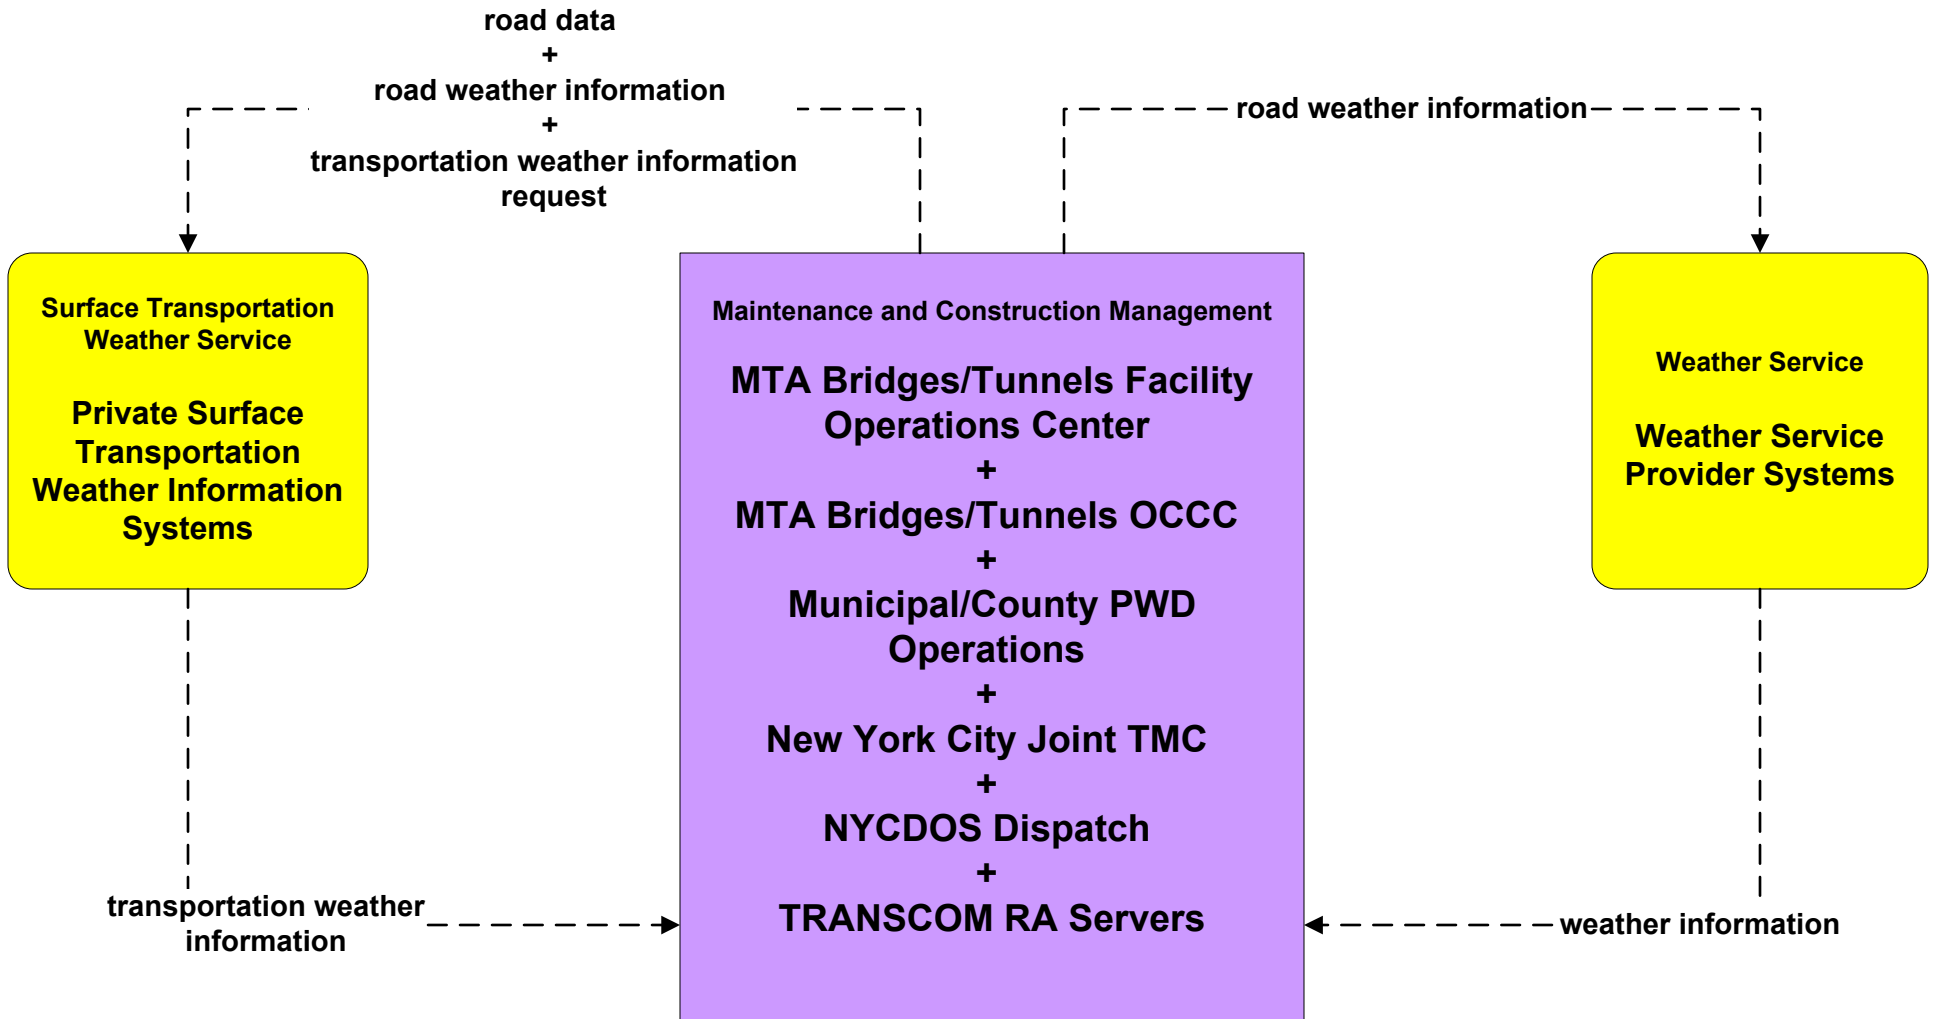 road data
+
road weather information
+
transportation weather information
request
road weather information
Surface Transportation
Weather Service
Private Surface
Transportation
Weather Information
Systems
Maintenance and Construction Management
MTA Bridges/Tunnels Facility
Operations Center
+
MTA Bridges/Tunnels OCCC
+
Municipal/County PWD
Operations
+
New York City Joint TMC
+
NYCDOS Dispatch
+
TRANSCOM RA Servers
Weather Service
Weather Service
Provider Systems
transportation weather
information
weather information